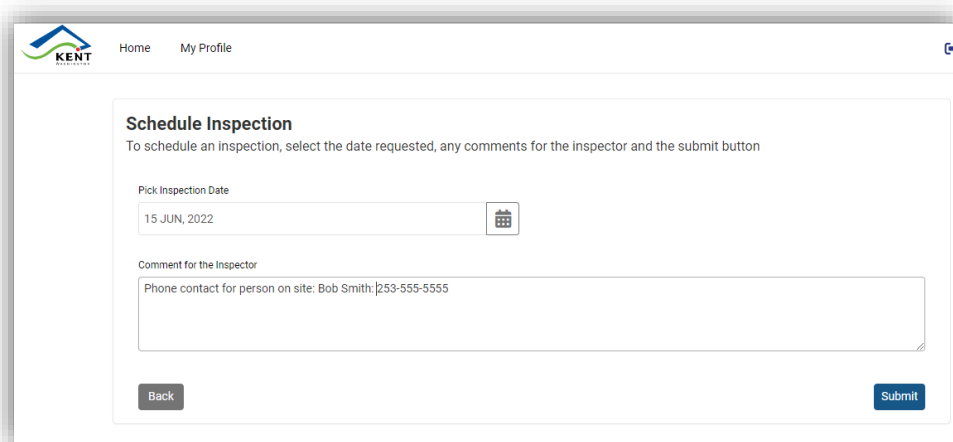 KENT
WASHINGTON
Home
My Profile
Schedule Inspection
To schedule an inspection, select the date requested, any comments for the inspector and the submit button
Pick Inspection Date
15 JUN, 2022
Comment for the Inspector
Phone contact for person on site: Bob Smith: 253-555-5555
Back
Submit